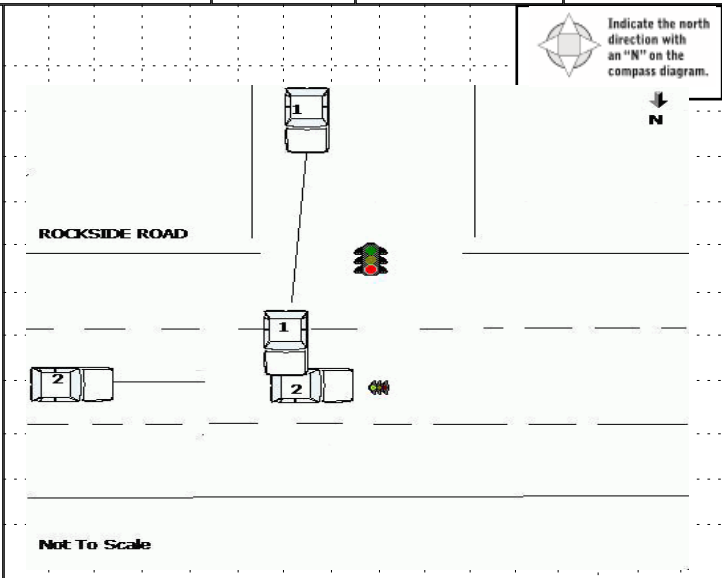 Indicate the north
direction with
an “N” on the
compass diagram.
N
1
ROCKSIDE ROAD
1
2
2
Not To Scale